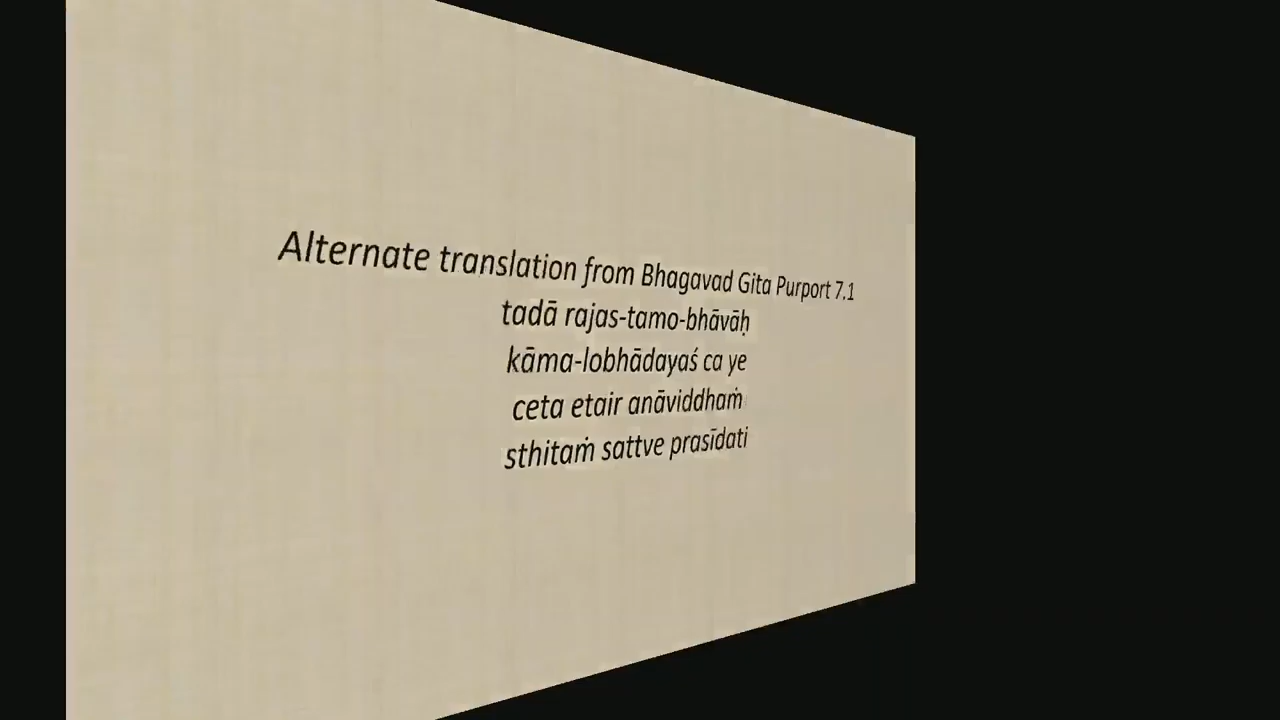 Alternate translation from Bhagavad Gita Purport 7.1
tadā rajas-tamo-bhāvāḥ
kāma-lobhādayaś ca ye
ceta etair anāviddhaṁ
sthitaṁ sattve prasīdati